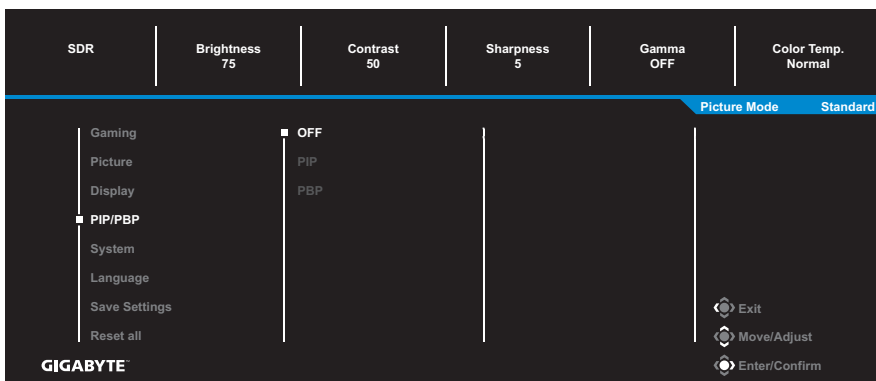 SDR
Brightness
75
Contrast
50
Sharpness
5
Gamma
OFF
Color Temp.
Normal
Picture Mode Standard
Gaming
Picture
Display
PIP/PBP
System
Language
Save Settings
Reset all
OFF
PIP
PBP
Exit
Move/Adjust
Enter/Confirm
GIGABYTE™